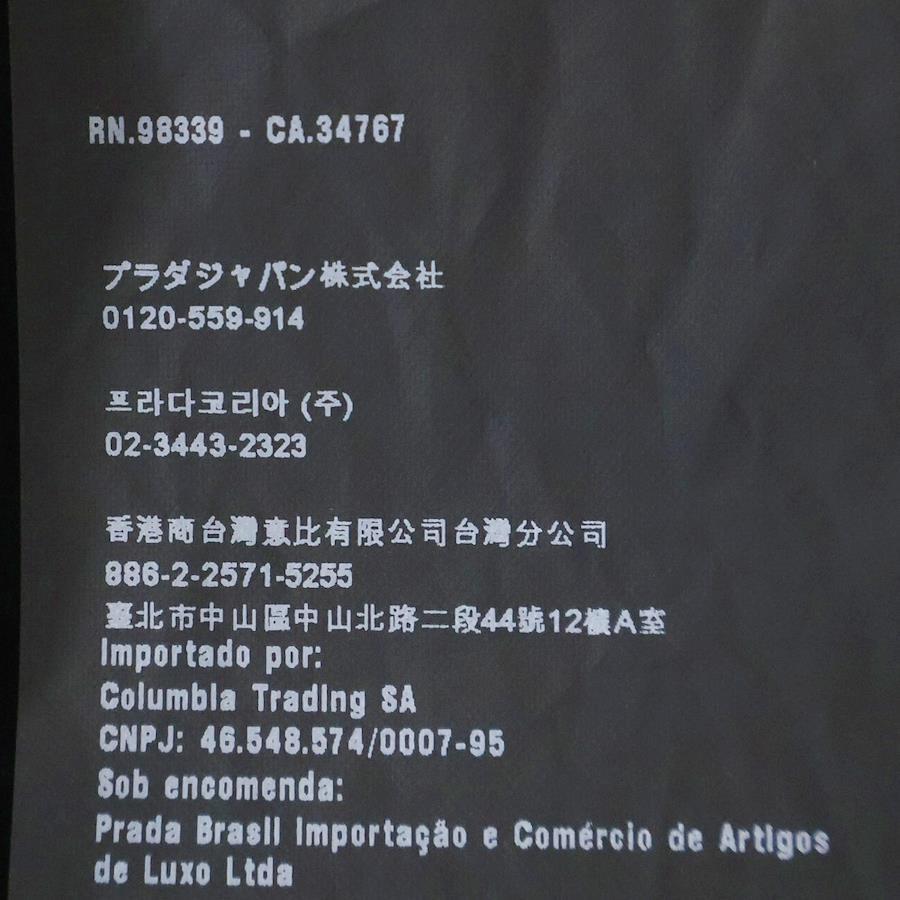 RN.98339 - CA.34767
プラダジャパン株式会社
0120-559-914
프라다코리아 (주)
02-3443-2323
香港商台灣意比有限公司台灣分公司
886-2-2571-5255
臺北市中山區中山北路二段44號12樓A至
Importado por:
Columbia Trading SA
CNPJ: 46.548.574/0007-95
Sob encomenda:
Prada Brasil Importação e Comércio de Artigos
de Luxo Ltda